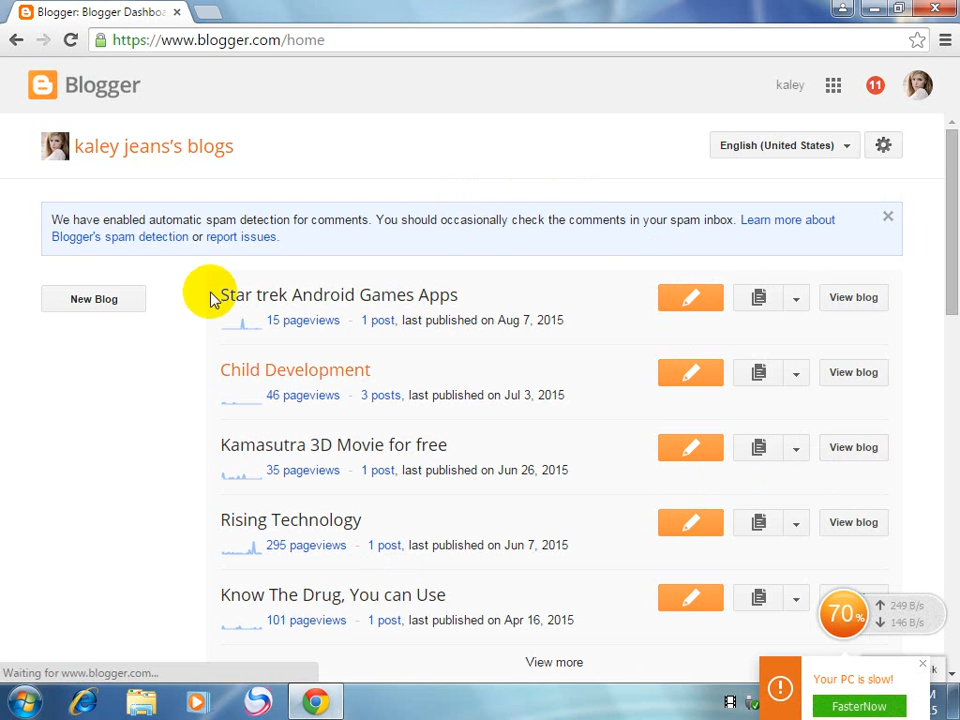 Blogger: Blogger Dashboa
https://www.blogger.com/home
Blogger
kaley
11
kaley jeans's blogs
English (United States)
We have enabled automatic spam detection for comments. You should occasionally check the comments in your spam inbox. Learn more about
Blogger's spam detection or report issues.
New Blog
Star trek Android Games Apps
View blog
15 pageviews - 1 post, last published on Aug 7, 2015
Child Development
View blog
46 pageviews - 3 posts, last published on Jul 3, 2015
Kamasutra 3D Movie for free
View blog
35 pageviews - 1 post, last published on Jun 26, 2015
Rising Technology
View blog
295 pageviews - 1 post, last published on Jun 7, 2015
Know The Drug, You can Use
101 pageviews - 1 post, last published on Apr 16, 2015
70%
249 B/s
146 B/s
View more
Waiting for www.blogger.com...
Your PC is slow!
FasterNow